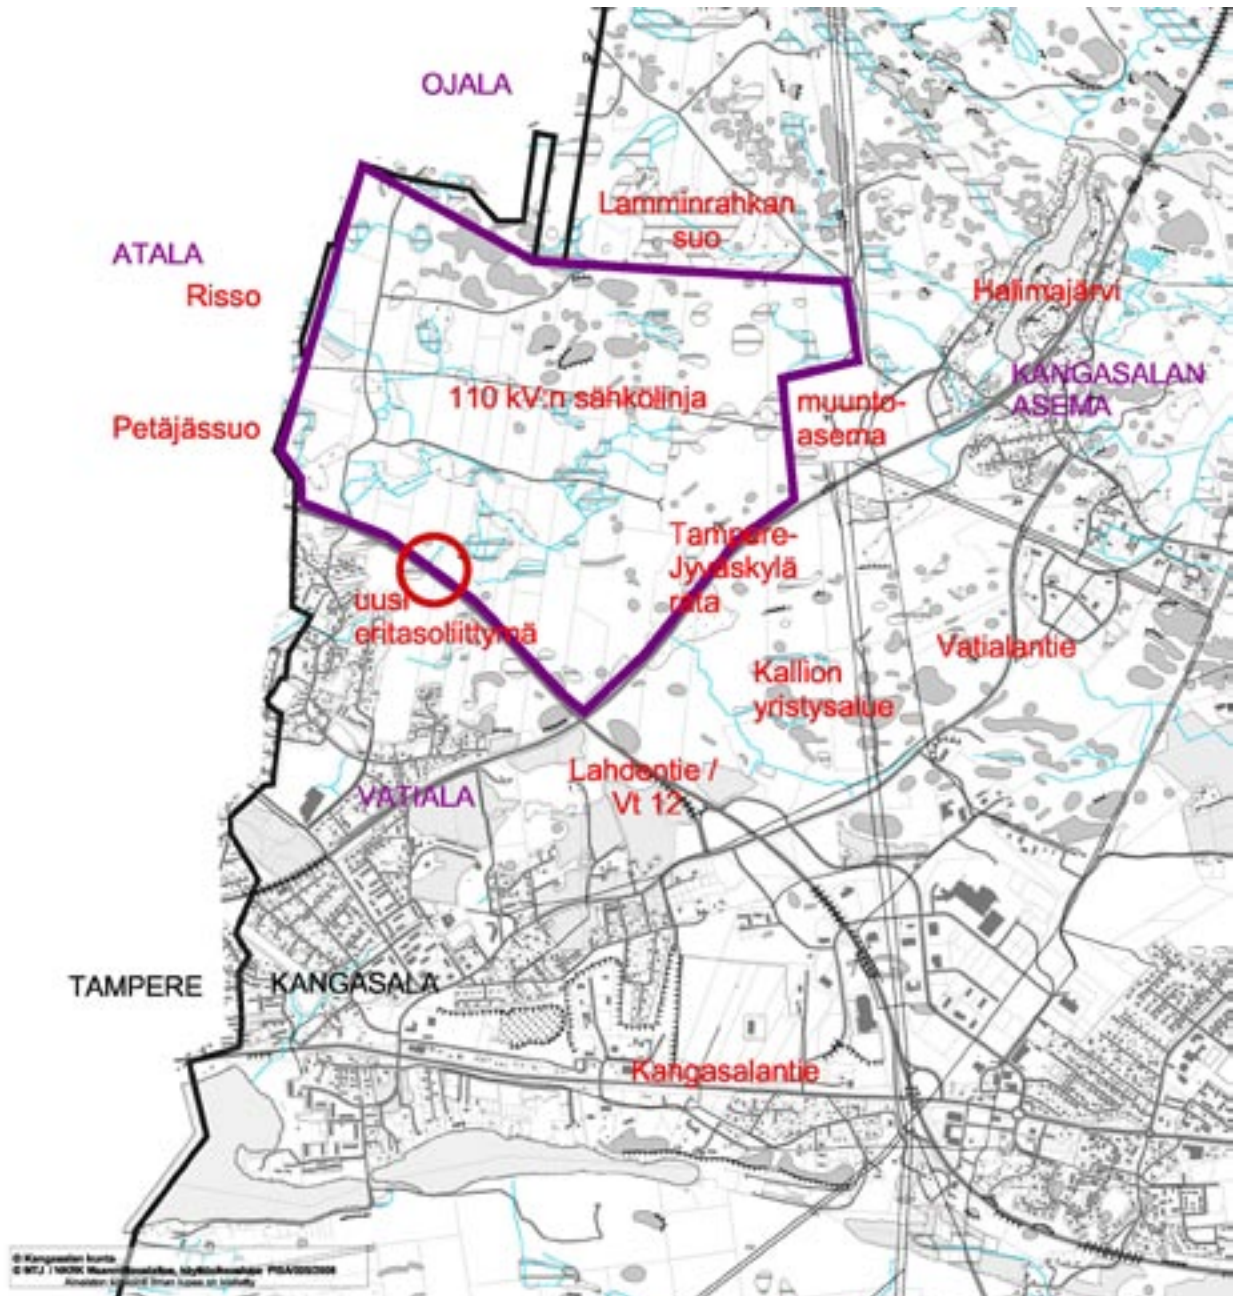 OJALA
Lamminrahkan
suo
ATALA
Risso
Halimajärvi
KANGASALAN
ASEMA
110 kV:n sähkölinja
muunto-
asema
Petäjässuo
Tampere-
Jyväskylä
rata
uusi
eritasoliittymä
Vatialantie
Kallion
yristysalue
Lahdentie /
Vt 12
VATIALA
TAMPERE
KANGASALA
Kangasalantie
© Kangasalan kunta